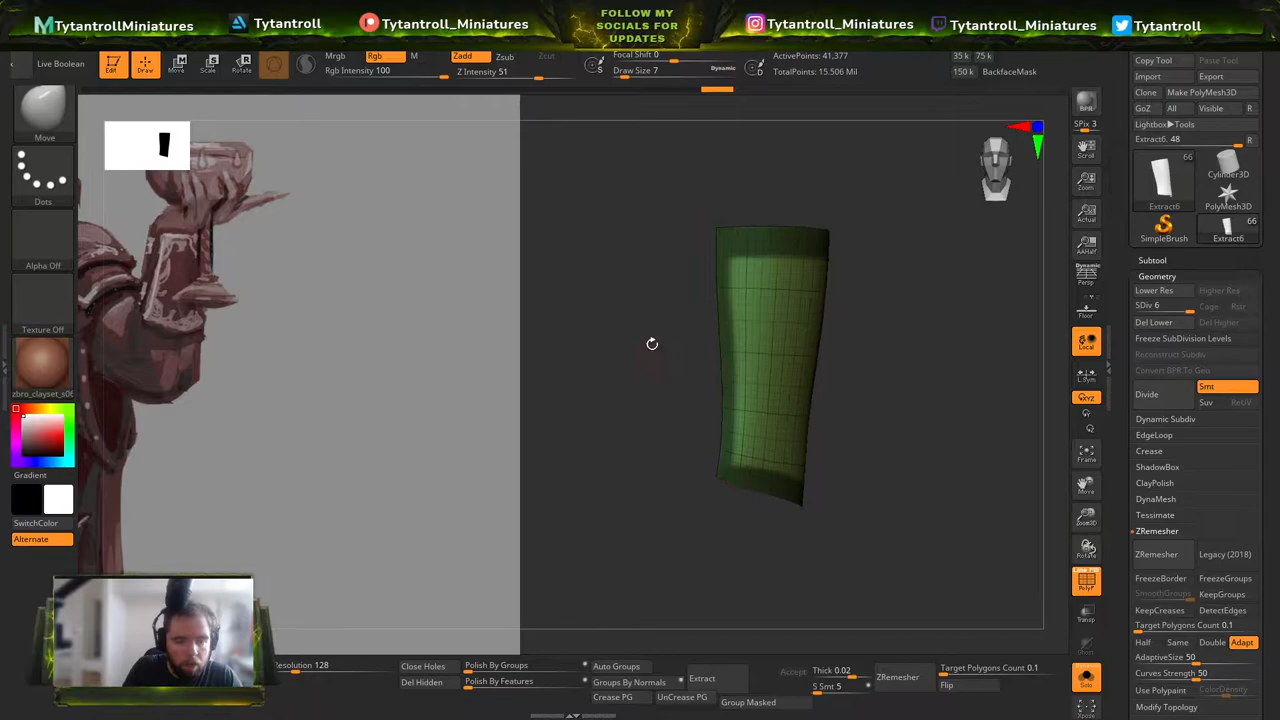 TytantrollMiniatures
Tytantroll
Tytantroll_Miniatures
FOLLOW MY
SOCIALS FOR
UPDATES
Tytantroll_Miniatures
Tytantroll_Miniatures
Tytantroll
Live Boolean
Edit
Draw
Move
Scale
Rotate
Mrgb
Rgb
M
Rgb Intensity 100
Zadd
Zsub
Zcut
Z Intensity 51
Focal Shift 0
Draw Size 7
Dynamic
S
D
ActivePoints: 41,377
TotalPoints: 15.506 Mil
35 k
75 k
150 k
BackfaceMask
Move
Dots
Alpha Off
Texture Off
zbro_clayset_s06
Gradient
SwitchColor
Alternate
BPR
SPix 3
Scroll
Zoom
Actual
AAHalf
Dynamic
Persp
Floor
Local
L.Sym
XYZ
Frame
Move
Zoom3D
Rotate
Line Fill
PolyF
Transp
Ghost
Dynamic
Solo
Xpose
Copy Tool
Paste Tool
Import
Export
Clone
Make PolyMesh3D
GoZ
All
Visible
R
Lightbox▶Tools
Extract6. 48
R
66
Extract6
Cylinder3D
PolyMesh3D
SimpleBrush
66
Extract6
Subtool
Geometry
Lower Res
Higher Res
SDiv 6
Cage
Rstr
Del Lower
Del Higher
Freeze SubDivision Levels
Reconstruct Subdiv
Convert BPR To Geo
Divide
Smt
Suv
ReUV
Dynamic Subdiv
EdgeLoop
Crease
ShadowBox
ClayPolish
DynaMesh
Tessimate
ZRemesher
ZRemesher
Legacy (2018)
FreezeBorder
FreezeGroups
SmoothGroups
KeepGroups
KeepCreases
DetectEdges
Target Polygons Count 0.1
Half
Same
Double
Adapt
AdaptiveSize 50
Curves Strength 50
Use Polypaint
ColorDensity
Modify Topology
Resolution 128
Close Holes
Del Hidden
Polish By Groups
Polish By Features
Auto Groups
Groups By Normals
Crease PG
UnCrease PG
Extract
Accept
Thick 0.02
S Smt 5
Group Masked
ZRemesher
Target Polygons Count 0.1
Flip